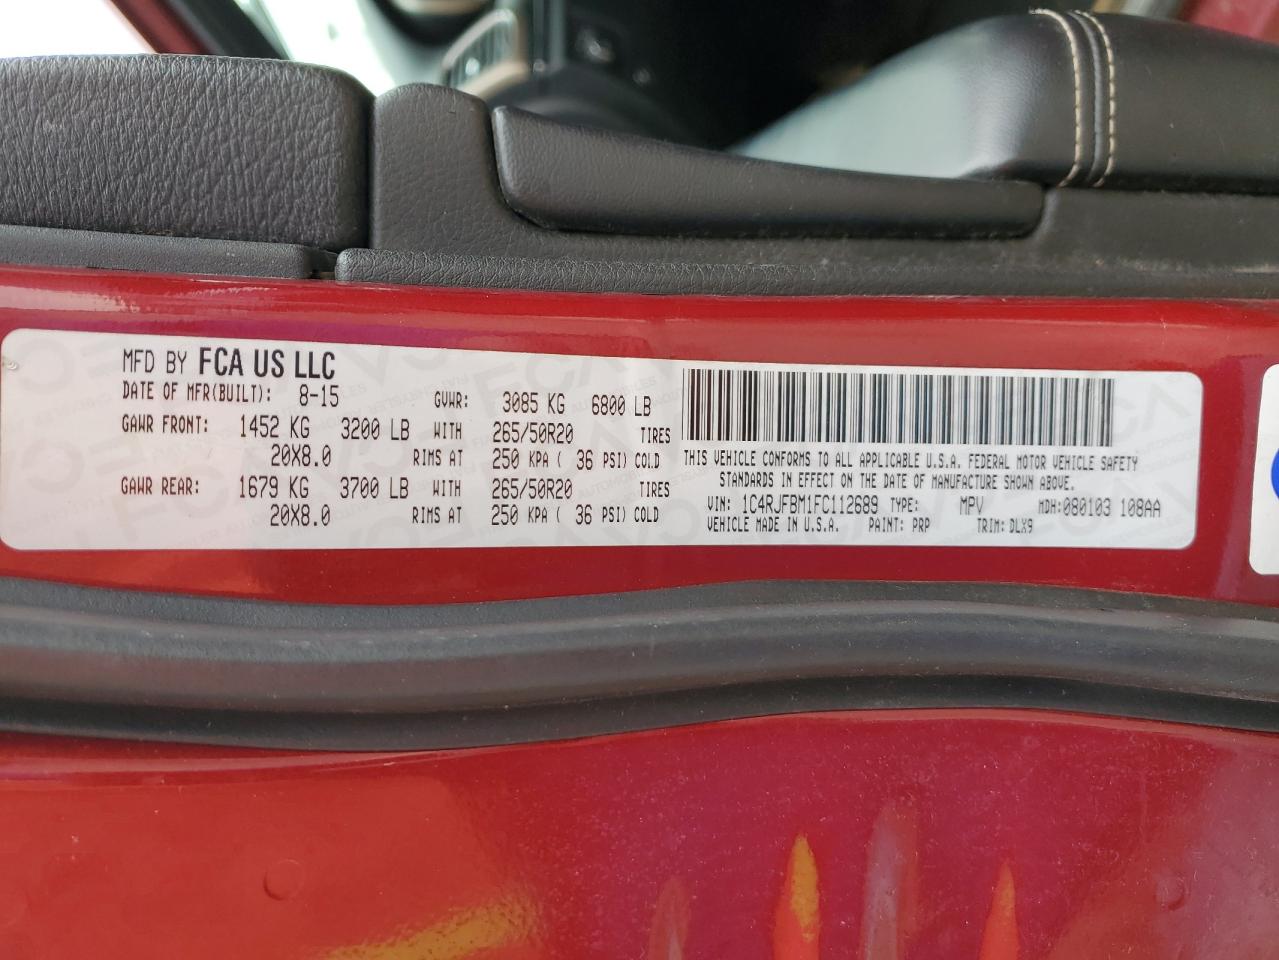 MFD BY FCA US LLC
DATE OF MFR(BUILT): 8-15 GVWR: 3085 KG 6800 LB
GAWR FRONT: 1452 KG 3200 LB WITH 265/50R20 TIRES
20X8.0 RIMS AT 250 KPA ( 36 PSI) COLD
GAWR REAR: 1679 KG 3700 LB WITH 265/50R20 TIRES
20X8.0 RIMS AT 250 KPA ( 36 PSI) COLD
THIS VEHICLE CONFORMS TO ALL APPLICABLE U.S.A. FEDERAL MOTOR VEHICLE SAFETY
STANDARDS IN EFFECT ON THE DATE OF MANUFACTURE SHOWN ABOVE.
VIN: 1C4RJFBM1FC112689 TYPE: MPV MDH:080103 108AA
VEHICLE MADE IN U.S.A. PAINT: PRP TRIM: DLX9